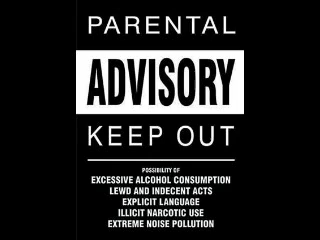 PARENTAL
ADVISORY
KEEP OUT
POSSIBILITY OF
EXCESSIVE ALCOHOL CONSUMPTION
LEWD AND INDECENT ACTS
EXPLICIT LANGUAGE
ILLICIT NARCOTIC USE
EXTREME NOISE POLLUTION